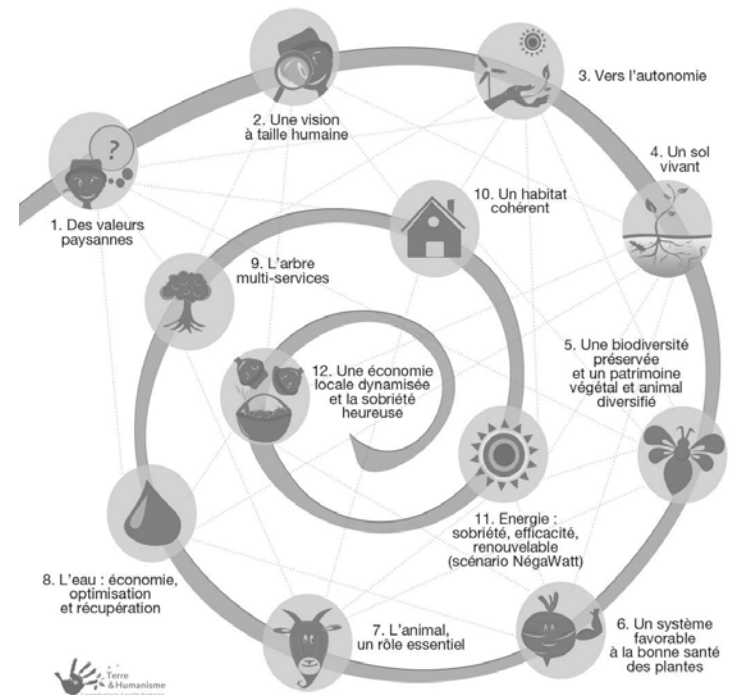 ?
1. Des valeurs
paysannes
2. Une vision
à taille humaine
3. Vers l'autonomie
4. Un sol
vivant
5. Une biodiversité
préservée
et un patrimoine
végétal et animal
diversifié
6. Un système
favorable
à la bonne santé
des plantes
7. L'animal,
un rôle essentiel
8. L'eau : économie,
optimisation
et récupération
9. L'arbre
multi-services
10. Un habitat
cohérent
11. Energie :
sobriété, efficacité,
renouvelable
(scénario NégaWatt)
12. Une économie
locale dynamisée
et la sobriété
heureuse
Terre
& Humanisme